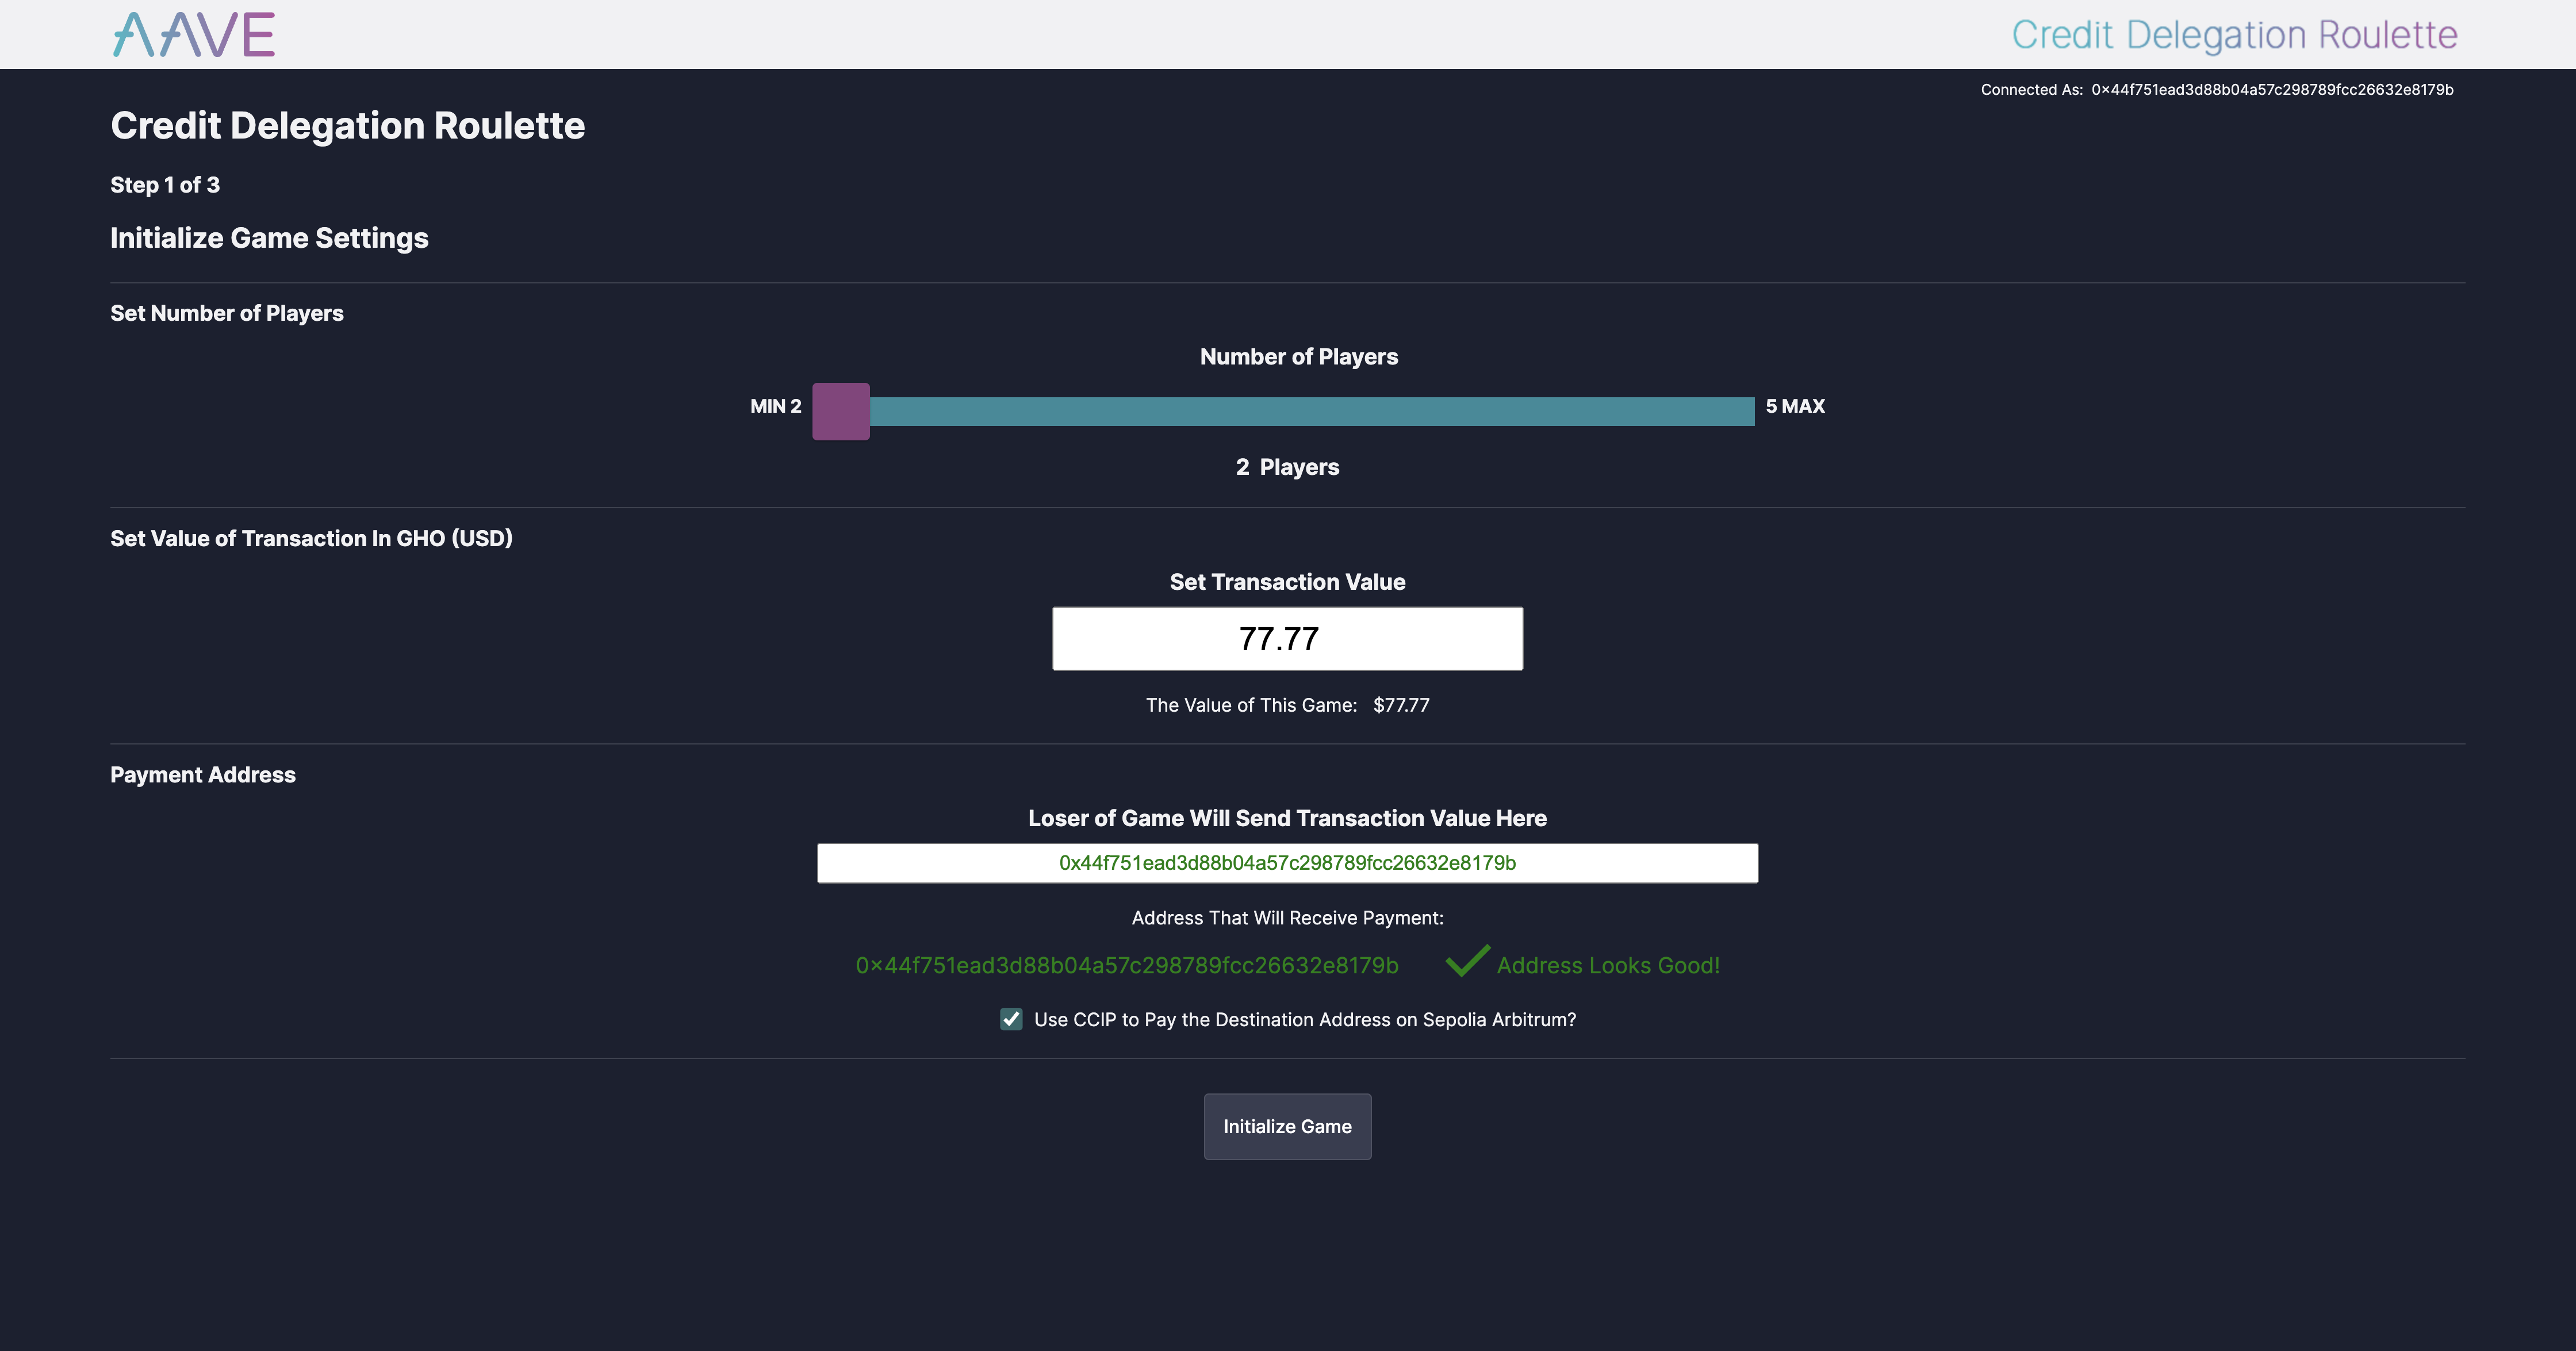 AAVE
Credit Delegation Roulette
Connected As: 0x44f751ead3d88b04a57c298789fcc26632e8179b
Credit Delegation Roulette
Step 1 of 3
Initialize Game Settings
Set Number of Players
Number of Players
MIN 2
5 MAX
2 Players
Set Value of Transaction In GHO (USD)
Set Transaction Value
77.77
The Value of This Game: $77.77
Payment Address
Loser of Game Will Send Transaction Value Here
0x44f751ead3d88b04a57c298789fcc26632e8179b
Address That Will Receive Payment:
0x44f751ead3d88b04a57c298789fcc26632e8179b Address Looks Good!
Use CCIP to Pay the Destination Address on Sepolia Arbitrum?
Initialize Game